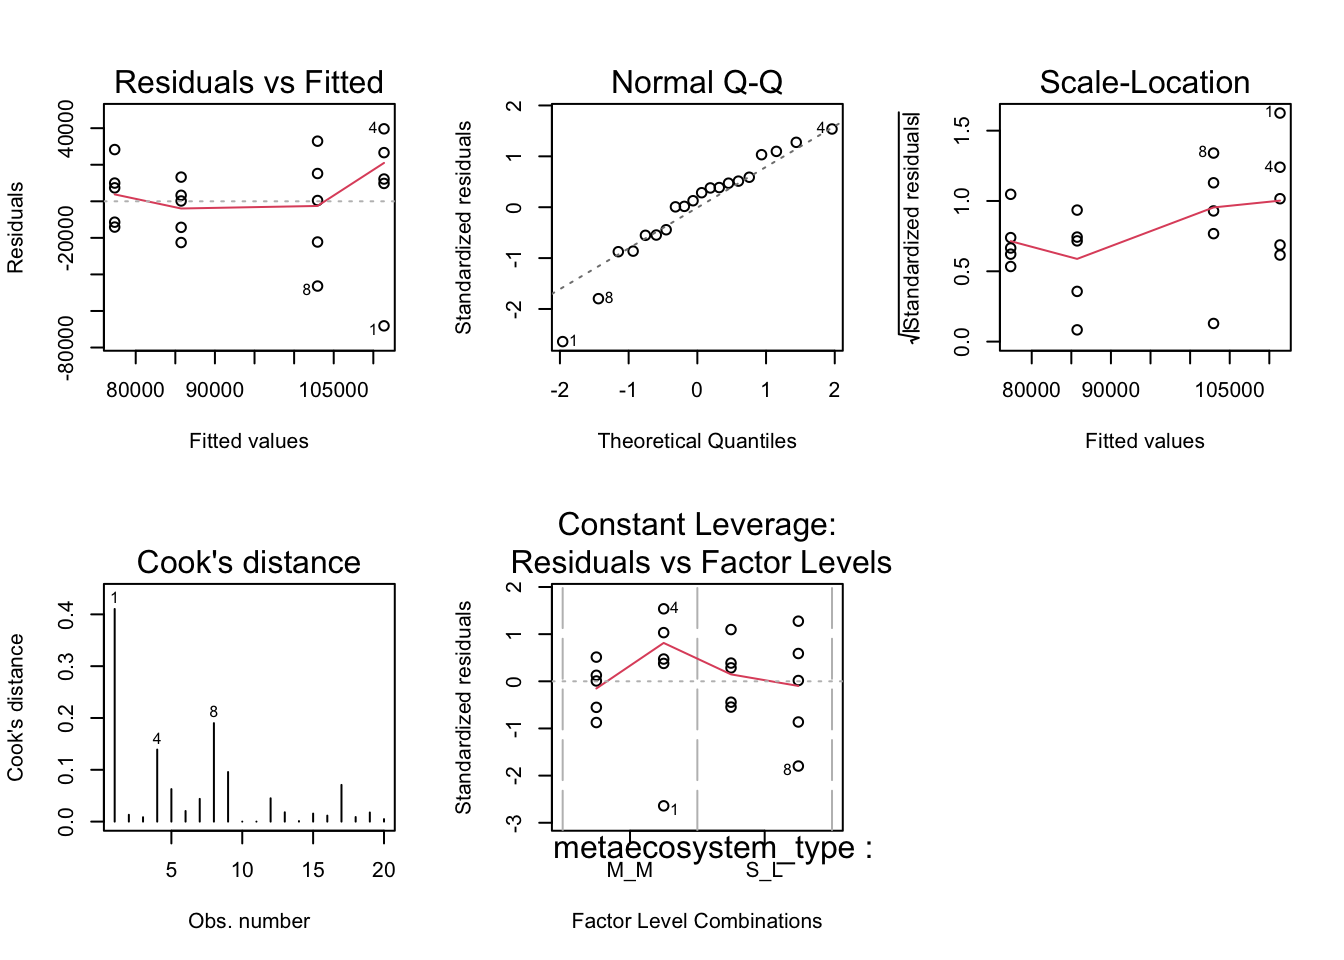 Residuals vs Fitted
Residuals
40000
-20000
-80000
4
8
1
80000
90000
105000
Fitted values
Normal Q-Q
Standardized residuals
2
1
0
-1
-2
4
8
1
-2
-1
0
1
2
Theoretical Quantiles
Scale-Location
√|Standardized residuals|
1.5
1.0
0.5
0.0
1
8
4
80000
90000
105000
Fitted values
Cook's distance
Cook's distance
0.4
0.3
0.2
0.1
0.0
1
4
8
5
10
15
20
Obs. number
Constant Leverage:
Residuals vs Factor Levels
Standardized residuals
2
1
0
-1
-2
-3
4
8
1
metaecosystem_type :
M_M
S_L
Factor Level Combinations